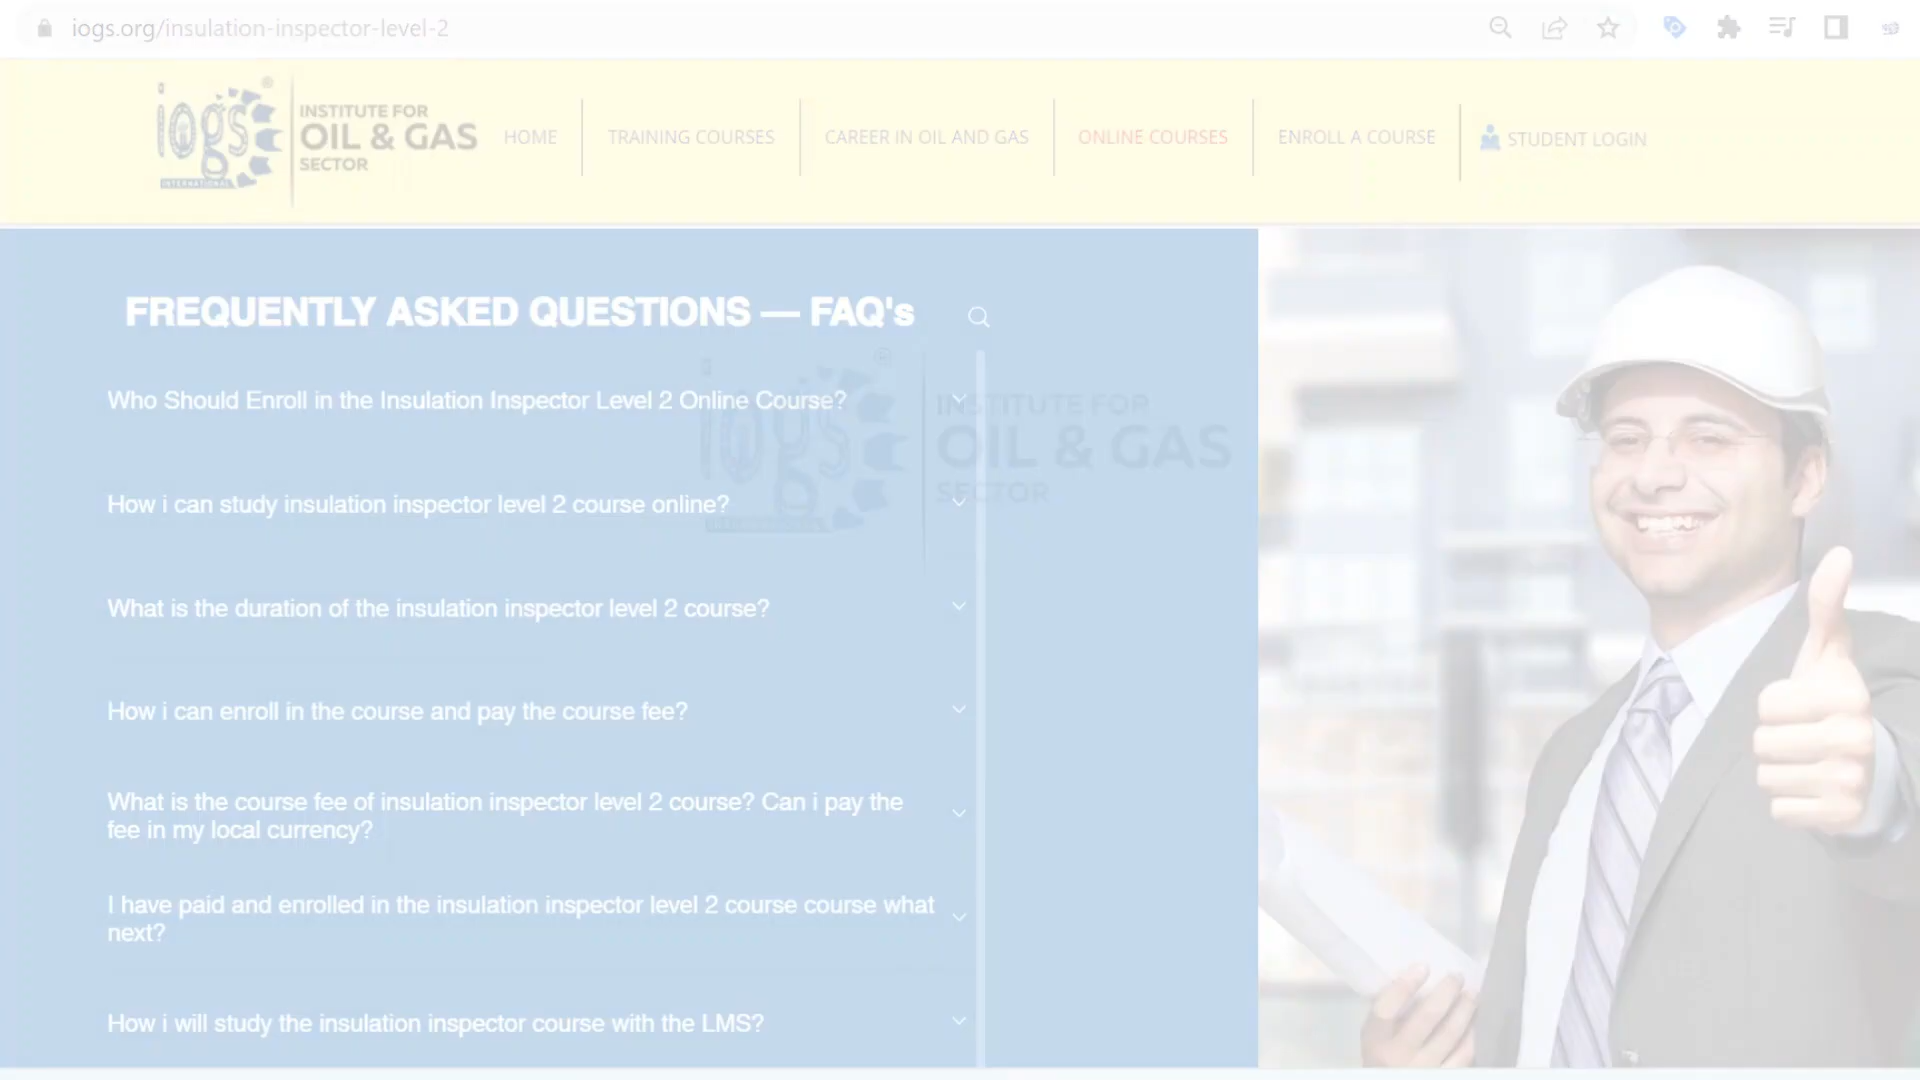 iogs.org/insulation-inspector-level-2
iogs ®
INTERNATIONAL
INSTITUTE FOR
OIL & GAS
SECTOR
HOME
TRAINING COURSES
CAREER IN OIL AND GAS
ONLINE COURSES
ENROLL A COURSE
STUDENT LOGIN
FREQUENTLY ASKED QUESTIONS — FAQ's
Who Should Enroll in the Insulation Inspector Level 2 Online Course?
iogs ®
INSTITUTE FOR
OIL & GAS
SECTOR
How i can study insulation inspector level 2 course online?
What is the duration of the insulation inspector level 2 course?
How i can enroll in the course and pay the course fee?
What is the course fee of insulation inspector level 2 course? Can i pay the
fee in my local currency?
I have paid and enrolled in the insulation inspector level 2 course course what
next?
How i will study the insulation inspector course with the LMS?